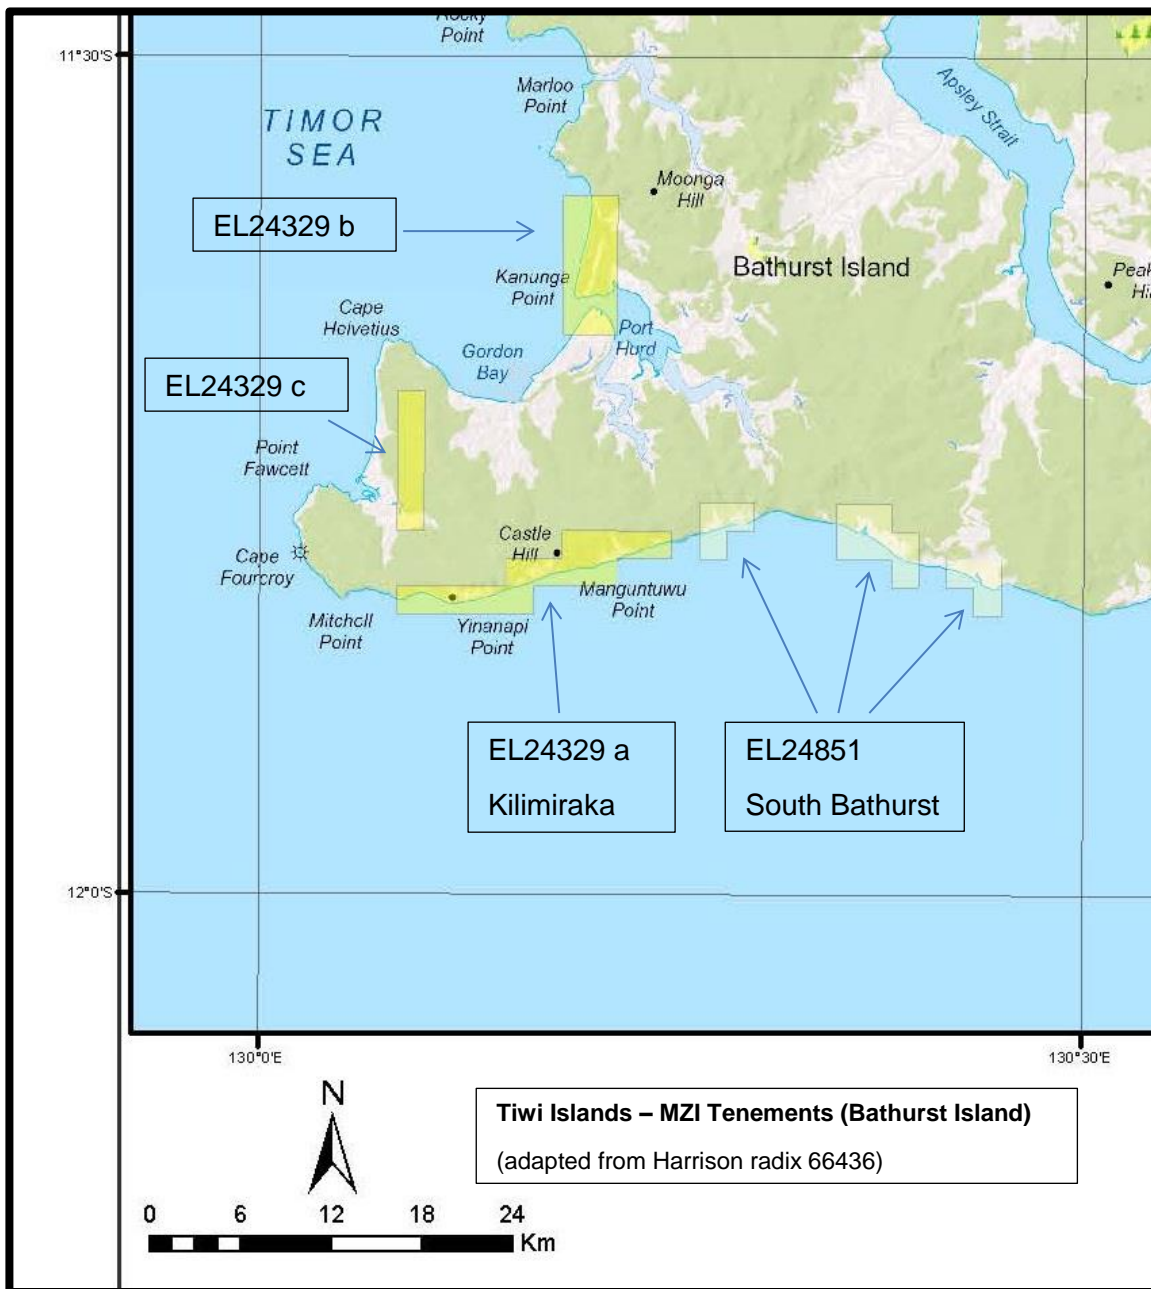 Rocky
Point
11°30'S
Marloo
Point
Apsley Strait
TIMOR
SEA
Moonga
Hill
EL24329 b
Bathurst Island
Kanunga
Point
Peak
Hil
Cape
Helvetius
Port
Hurd
Gordon
Bay
EL24329 c
Point
Fawcett
Castle
Hill
Cape
Fourcroy
Manguntuwu
Point
Mitchell
Point
Yinanapi
Point
EL24329 a
Kilimiraka
EL24851
South Bathurst
12°0'S
130°0'E
130°30'E
N
Tiwi Islands – MZI Tenements (Bathurst Island)
(adapted from Harrison radix 66436)
0 6 12 18 24
Km